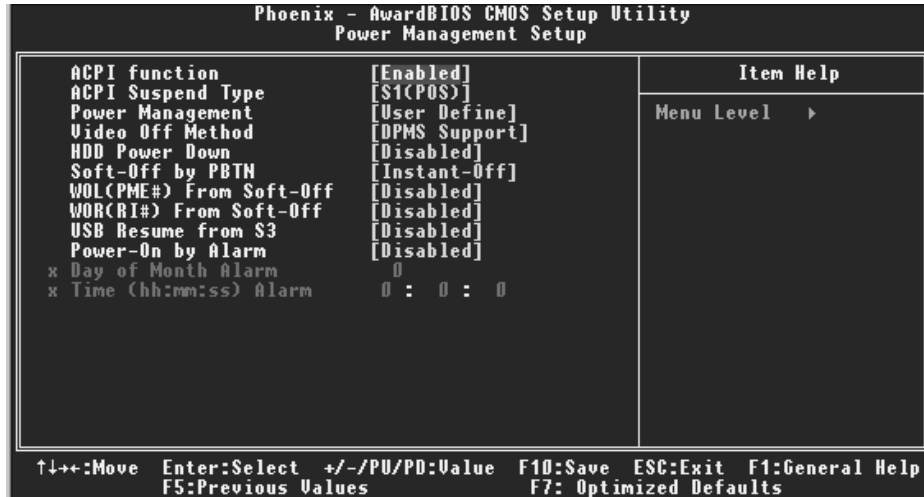 Phoenix - AwardBIOS CMOS Setup Utility
Power Management Setup
ACPI function [Enabled]
ACPI Suspend Type [S1(POS)]
Power Management [User Define]
Video Off Method [DPMS Support]
HDD Power Down [Disabled]
Soft-Off by PBTN [Instant-Off]
WOL(PME#) From Soft-Off [Disabled]
WOR(RI#) From Soft-Off [Disabled]
USB Resume from S3 [Disabled]
Power-On by Alarm [Disabled]
x Day of Month Alarm 0
x Time (hh:mm:ss) Alarm 0 : 0 : 0
Item Help
Menu Level ▸
↑↓→←:Move Enter:Select +/-/PU/PD:Value F10:Save ESC:Exit F1:General Help
F5:Previous Values F7: Optimized Defaults